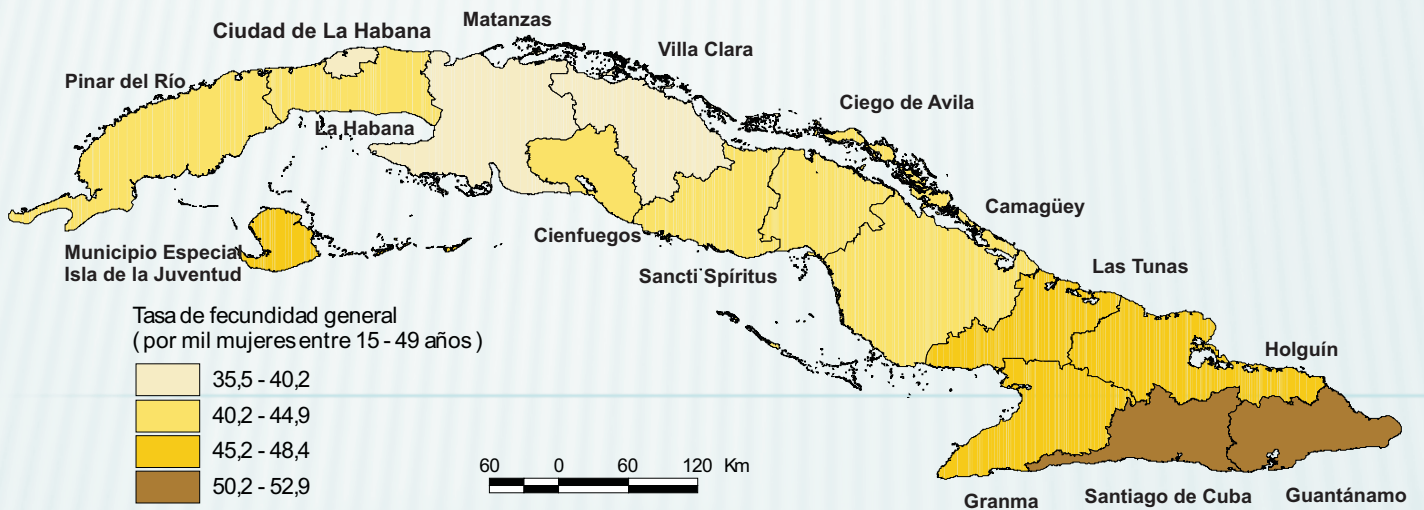 Matanzas
Ciudad de La Habana
Villa Clara
Pinar del Río
Ciego de Avila
La Habana
Camagüey
Cienfuegos
Municipio Especial
Isla de la Juventud
Sancti Spíritus
Las Tunas
Tasa de fecundidad general
( por mil mujeres entre 15 - 49 años )
Holguín
35,5 - 40,2
40,2 - 44,9
45,2 - 48,4
50,2 - 52,9
60 0 60 120 Km
Granma
Santiago de Cuba
Guantánamo